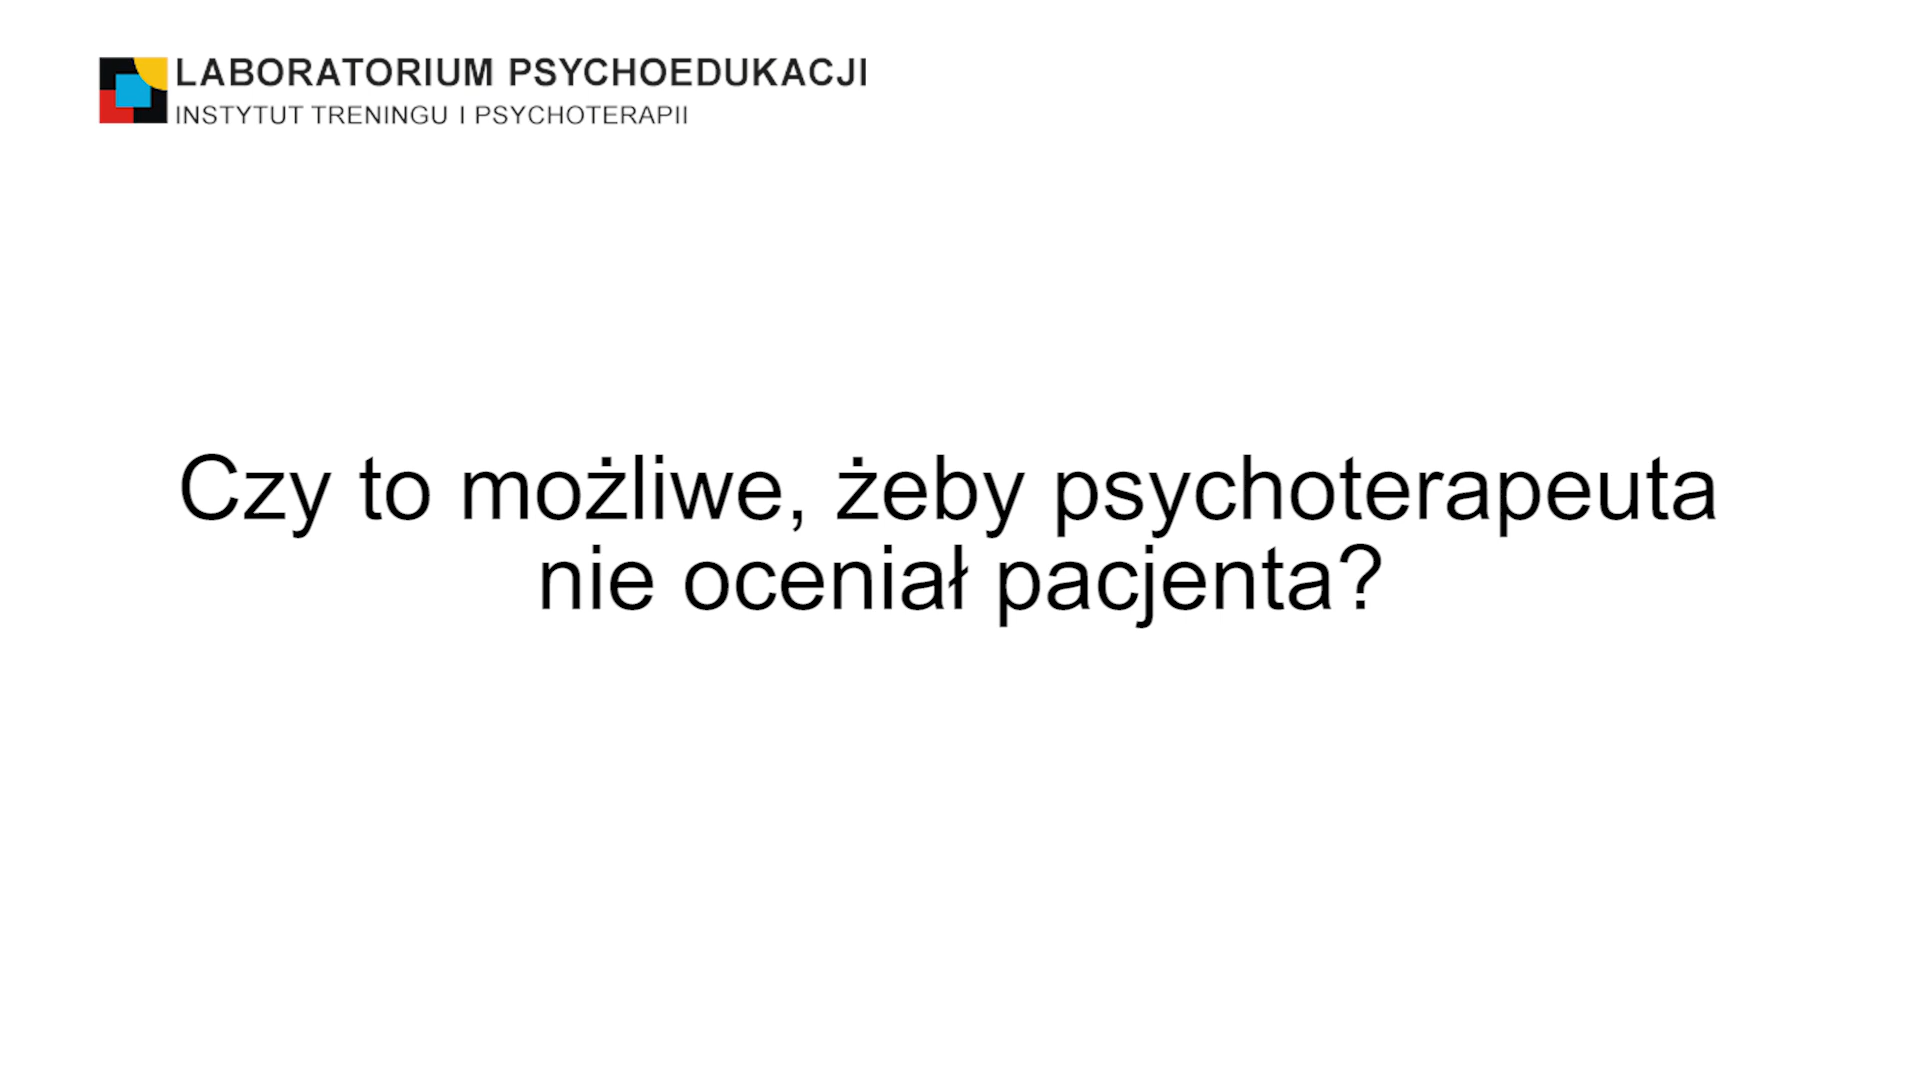 LABORATORIUM PSYCHOEDUKACJI
INSTYTUT TRENINGU I PSYCHOTERAPII
Czy to możliwe, żeby psychoterapeuta
nie oceniał pacjenta?